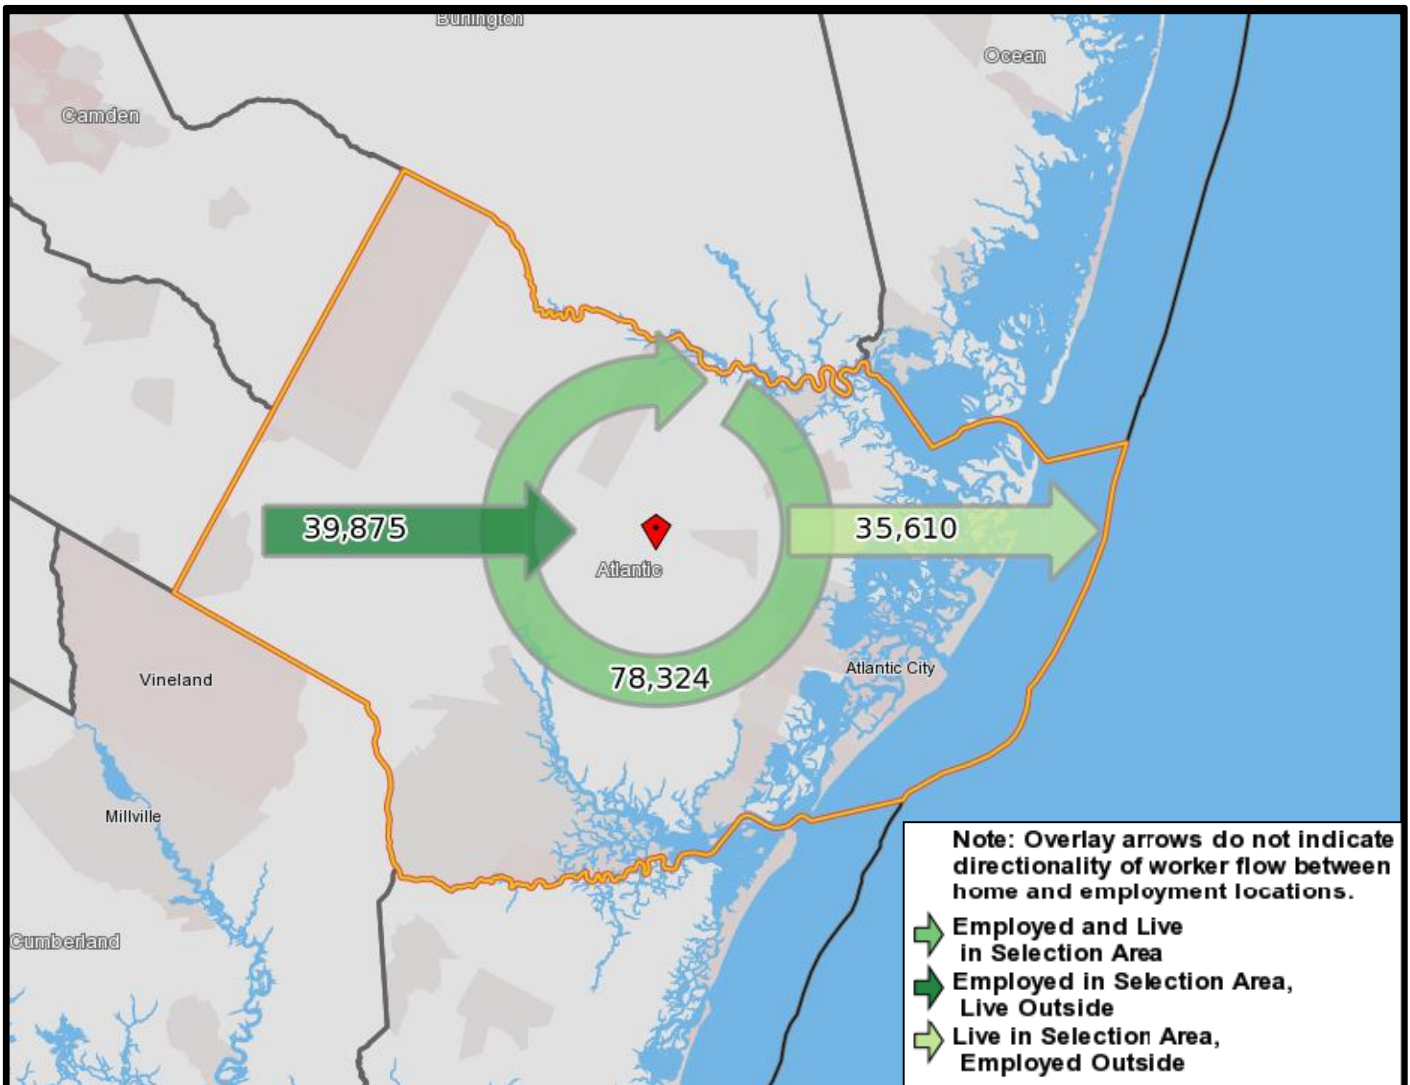 Burlington
Ocean
Camden
39,875
35,610
Atlantic
78,324
Atlantic City
Vineland
Millville
Cumberland
Note: Overlay arrows do not indicate
directionality of worker flow between
home and employment locations.
Employed and Live
in Selection Area
Employed in Selection Area,
Live Outside
Live in Selection Area,
Employed Outside